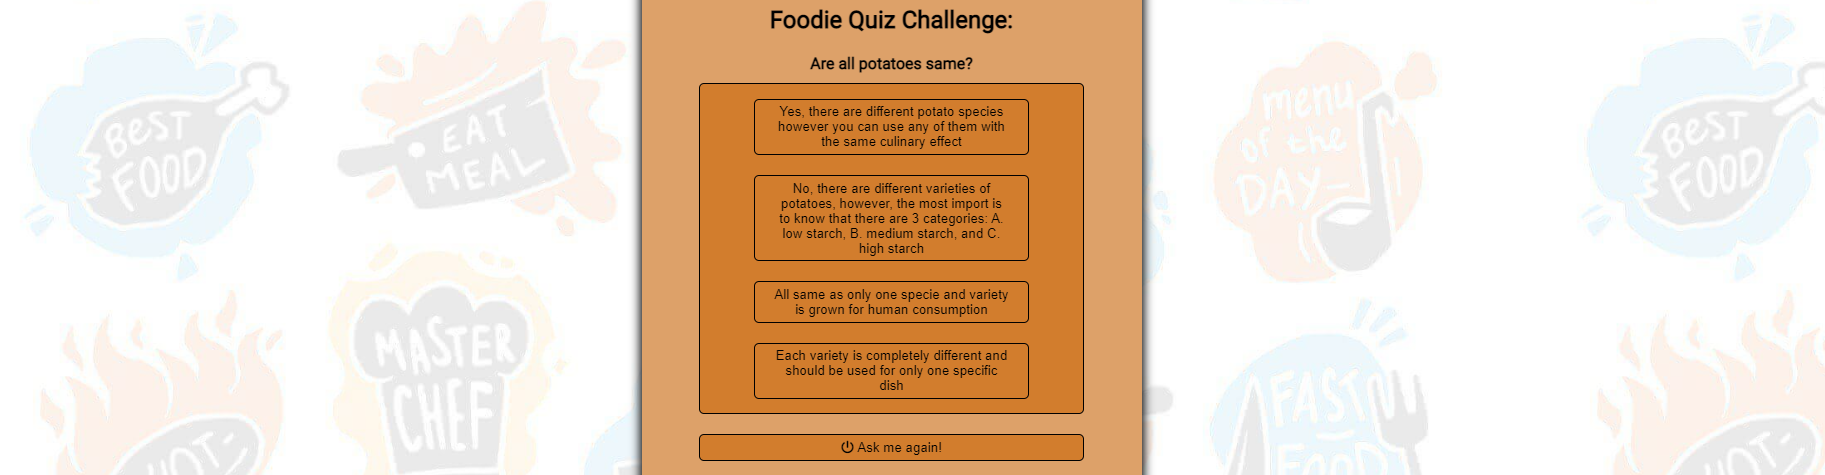 Foodie Quiz Challenge:
Are all potatoes same?
Yes, there are different potato species
however you can use any of them with
the same culinary effect
No, there are different varieties of
potatoes, however, the most import is
to know that there are 3 categories: A.
low starch, B. medium starch, and C.
high starch
All same as only one specie and variety
is grown for human consumption
Each variety is completely different and
should be used for only one specific
dish
Ask me again!
BEST
FOOD
EAT
MEAL
menu
of the
DAY
BEST
FOOD
MASTER
CHEF
FAST
FOOD
HOT
HOT